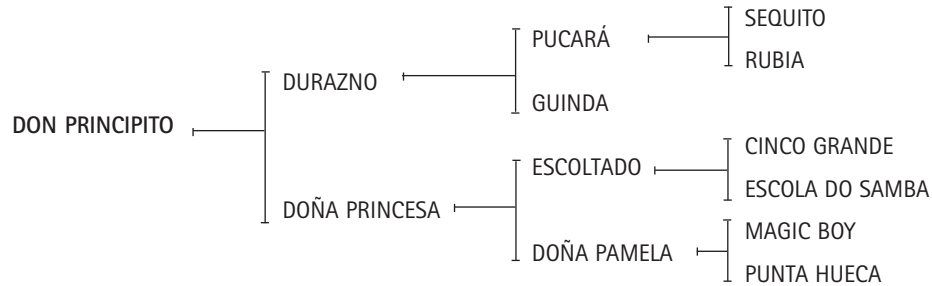 SEQUITO
PUCARÁ
RUBIA
DURAZNO
GUINDA
DON PRINCIPITO
CINCO GRANDE
ESCOLTADO
ESCOLA DO SAMBA
DOÑA PRINCESA
MAGIC BOY
DOÑA PAMELA
PUNTA HUECA